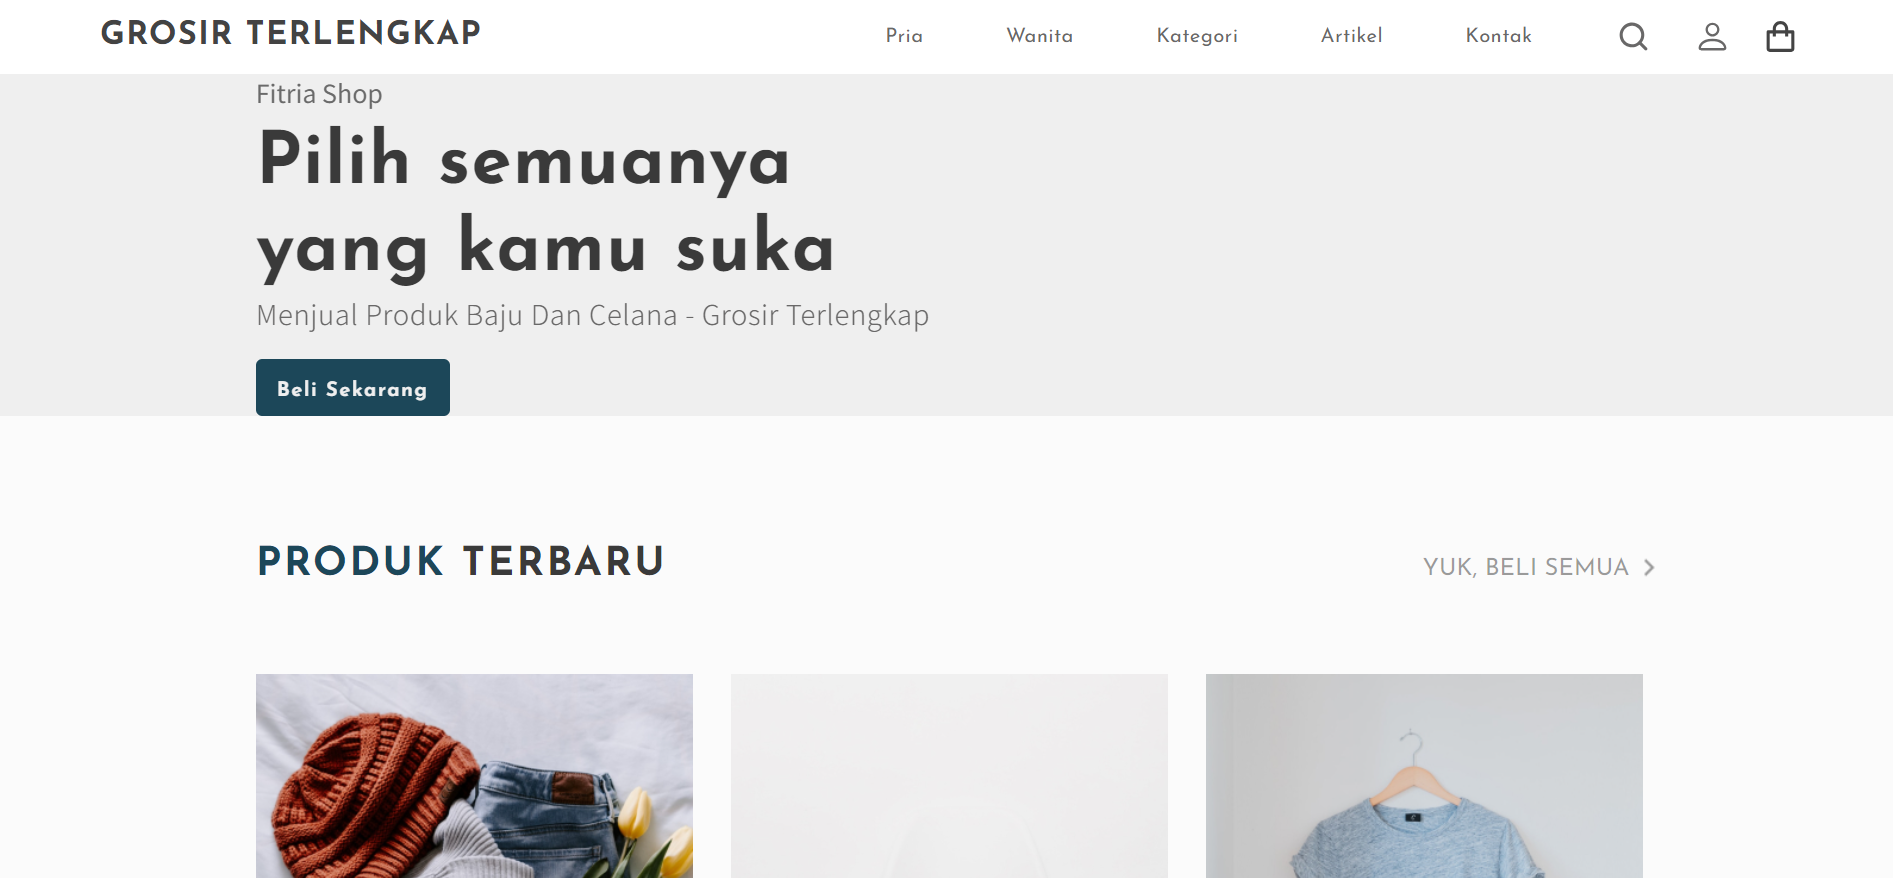 GROSIR TERLENGKAP
Pria Wanita Kategori Artikel Kontak
Fitria Shop
Pilih semuanya
yang kamu suka
Menjual Produk Baju Dan Celana - Grosir Terlengkap
Beli Sekarang
PRODUK TERBARU
YUK, BELI SEMUA